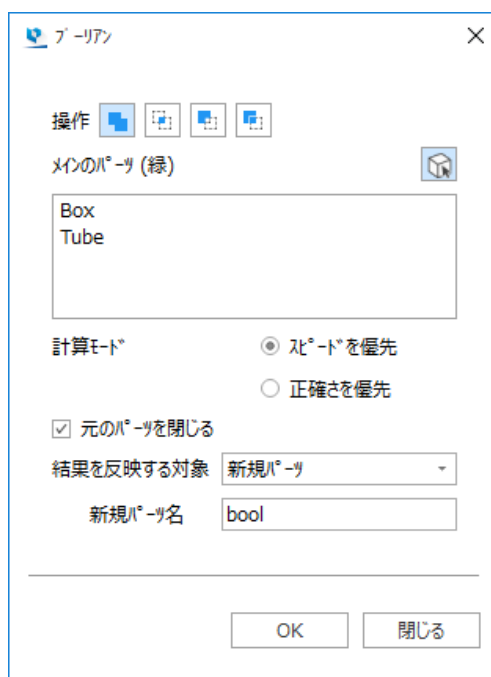 ﾌﾞｰﾘｱﾝ
操作
ﾒｲﾝのﾊﾟｰﾂ (緑)
Box
Tube
計算ﾓｰﾄﾞ
ｽﾋﾟｰﾄﾞを優先
正確さを優先
元のﾊﾟｰﾂを閉じる
結果を反映する対象 新規ﾊﾟｰﾂ
新規ﾊﾟｰﾂ名 bool
OK 閉じる